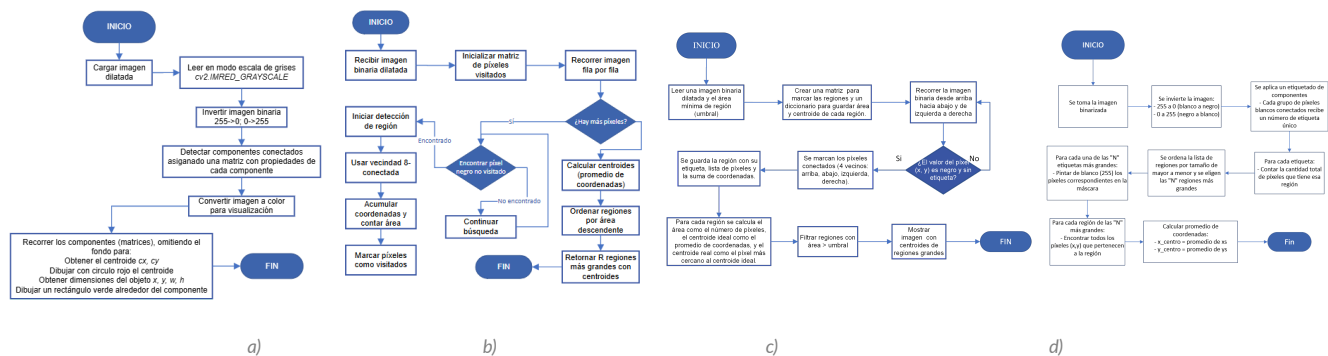 INICIO
Cargar imagen
dilatada
Leer en modo escala de grises
cv2.IMRED_GRAYSCALE
Invertir imagen binaria
255->0; 0->255
Detectar componentes conectados
asiganando una matriz con propiedades de
cada componente
Convertir imagen a color
para visualización
Recorrer los componentes (matrices), omitiendo el
fondo para:
Obtener el centroide cx, cy
Dibujar con circulo rojo el centroide
Obtener dimensiones del objeto x, y, w, h
Dibujar un rectángulo verde alrededor del componente
FIN
a)
INICIO
Recibir imagen
binaria dilatada
Inicializar matriz
de píxeles
visitados
Recorrer imagen
fila por fila
¿Hay más píxeles?
Sí
Encontrar píxel
negro no visitado
Encontrado
No encontrado
Continuar
búsqueda
Iniciar detección
de región
Usar vecindad 8-
conectada
Acumular
coordenadas y
contar área
Marcar píxeles
como visitados
Calcular centroides
(promedio de
coordenadas)
Ordenar regiones
por área
descendente
Retornar R regiones
más grandes con
centroides
FIN
b)
INICIO
Leer una imagen binaria
dilatada y el área
mínima de región
(umbral)
Crear una matriz para
marcar las regiones y un
diccionario para guardar área
y centroide de cada región.
Recorrer la imagen
binaria desde arriba
hacia abajo y de
izquierda a derecha
¿El valor del pixel
(x, y) es negro y sin
etiqueta?
Si
No
Se marcan los píxeles
conectados (4 vecinos:
arriba, abajo, izquierda,
derecha).
Se guarda la región con su
etiqueta, lista de píxeles y
la suma de coordenadas.
Para cada región se calcula el
área como el número de píxeles,
el centroide ideal como el
promedio de coordenadas, y el
centroide real como el píxel más
cercano al centroide ideal.
Filtrar regiones con
área > umbral
Mostrar
imagen con
centroides de
regiones grandes
FIN
c)
INICIO
Se toma la imagen
binarizada
Se invierte la imagen:
- 255 a 0 (blanco a negro)
- 0 a 255 (negro a blanco)
Se aplica un etiquetado de
componentes
- Cada grupo de píxeles
blancos conectados recibe
un número de etiqueta
único
Para cada etiqueta:
- Contar la cantidad total
de píxeles que tiene esa
región
Se ordena la lista de
regiones por tamaño de
mayor a menor y se eligen
las "N" regiones más
grandes
Para cada una de las "N"
etiquetas más grandes:
- Pintar de blanco (255) los
píxeles correspondientes en
la máscara
Para cada región de las "N"
más grandes:
- Encontrar todos los
píxeles (x,y) que pertenecen
a la región
Calcular promedio de
coordenadas:
- x_centro = promedio de xs
- y_centro = promedio de ys
Fin
d)